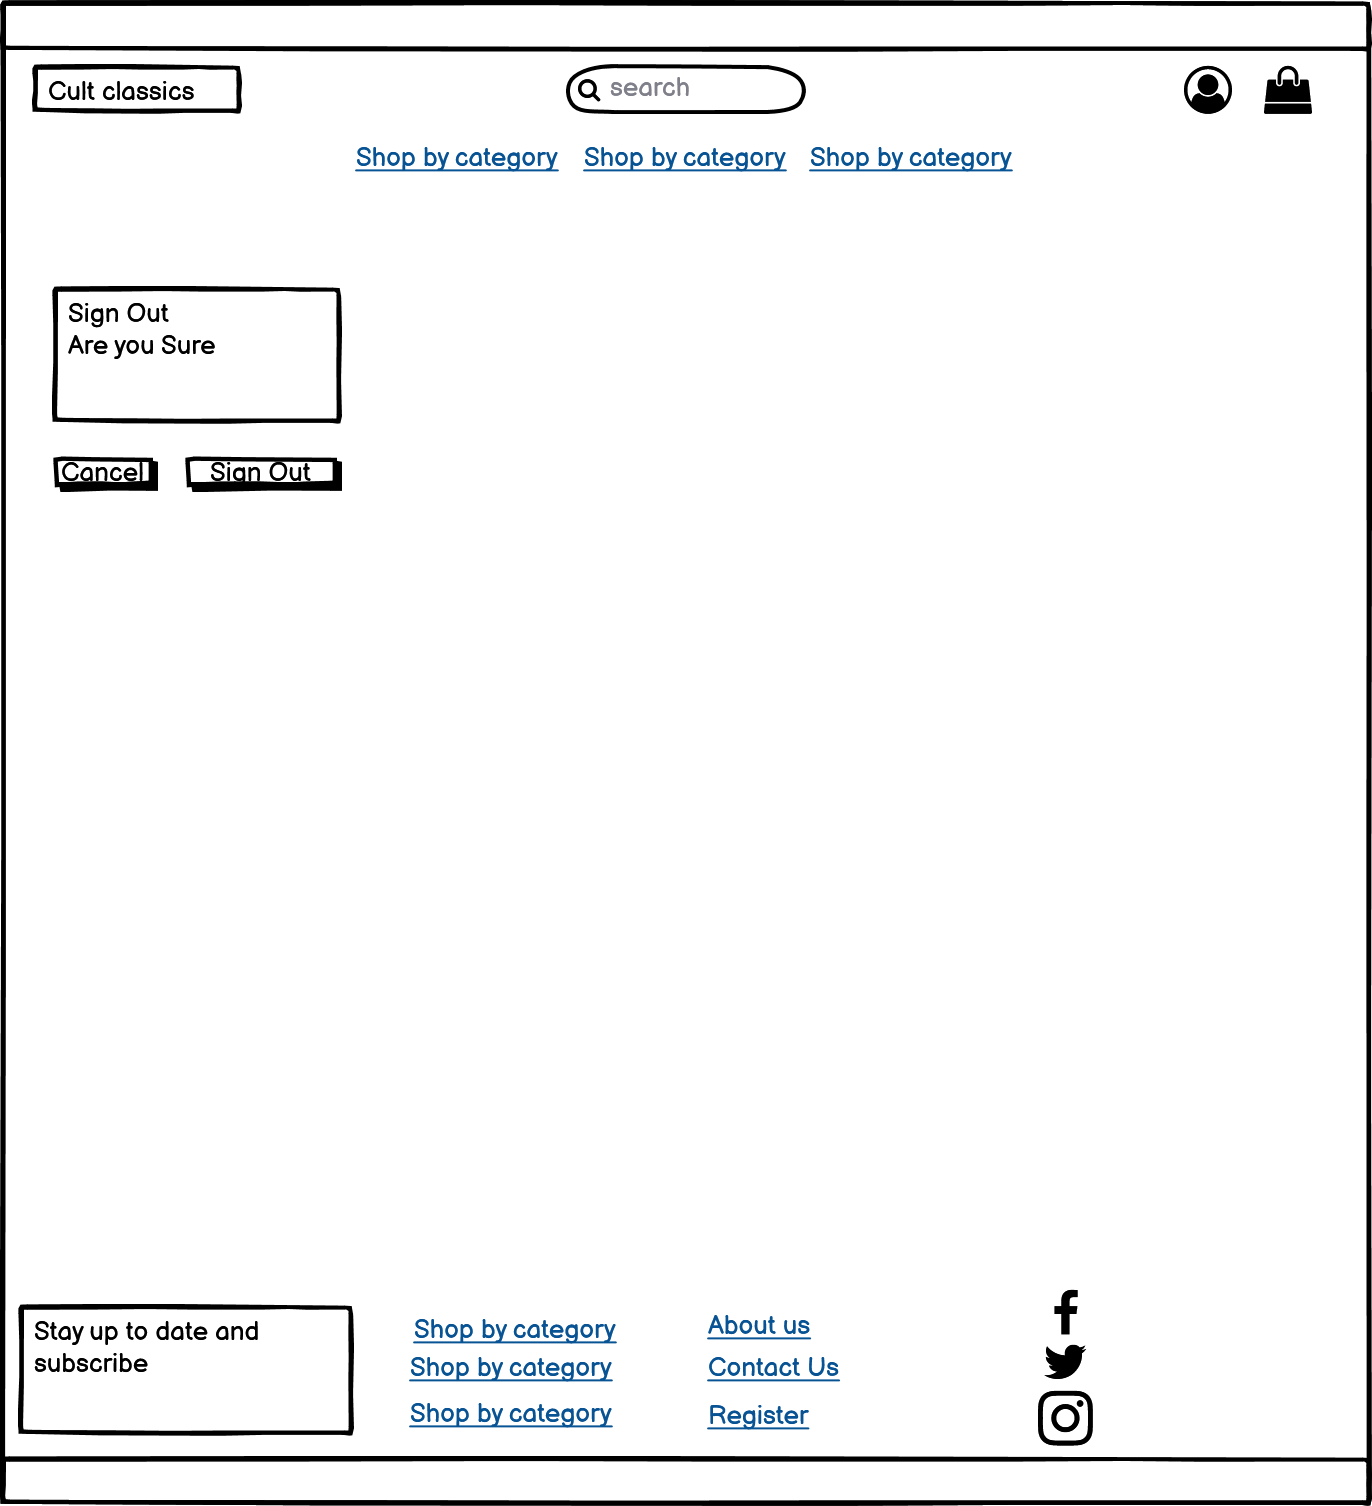 Cult classics
search
Shop by category Shop by category Shop by category
Sign Out
Are you Sure
Cancel Sign Out
Stay up to date and
subscribe
Shop by category
Shop by category
Shop by category
About us
Contact Us
Register